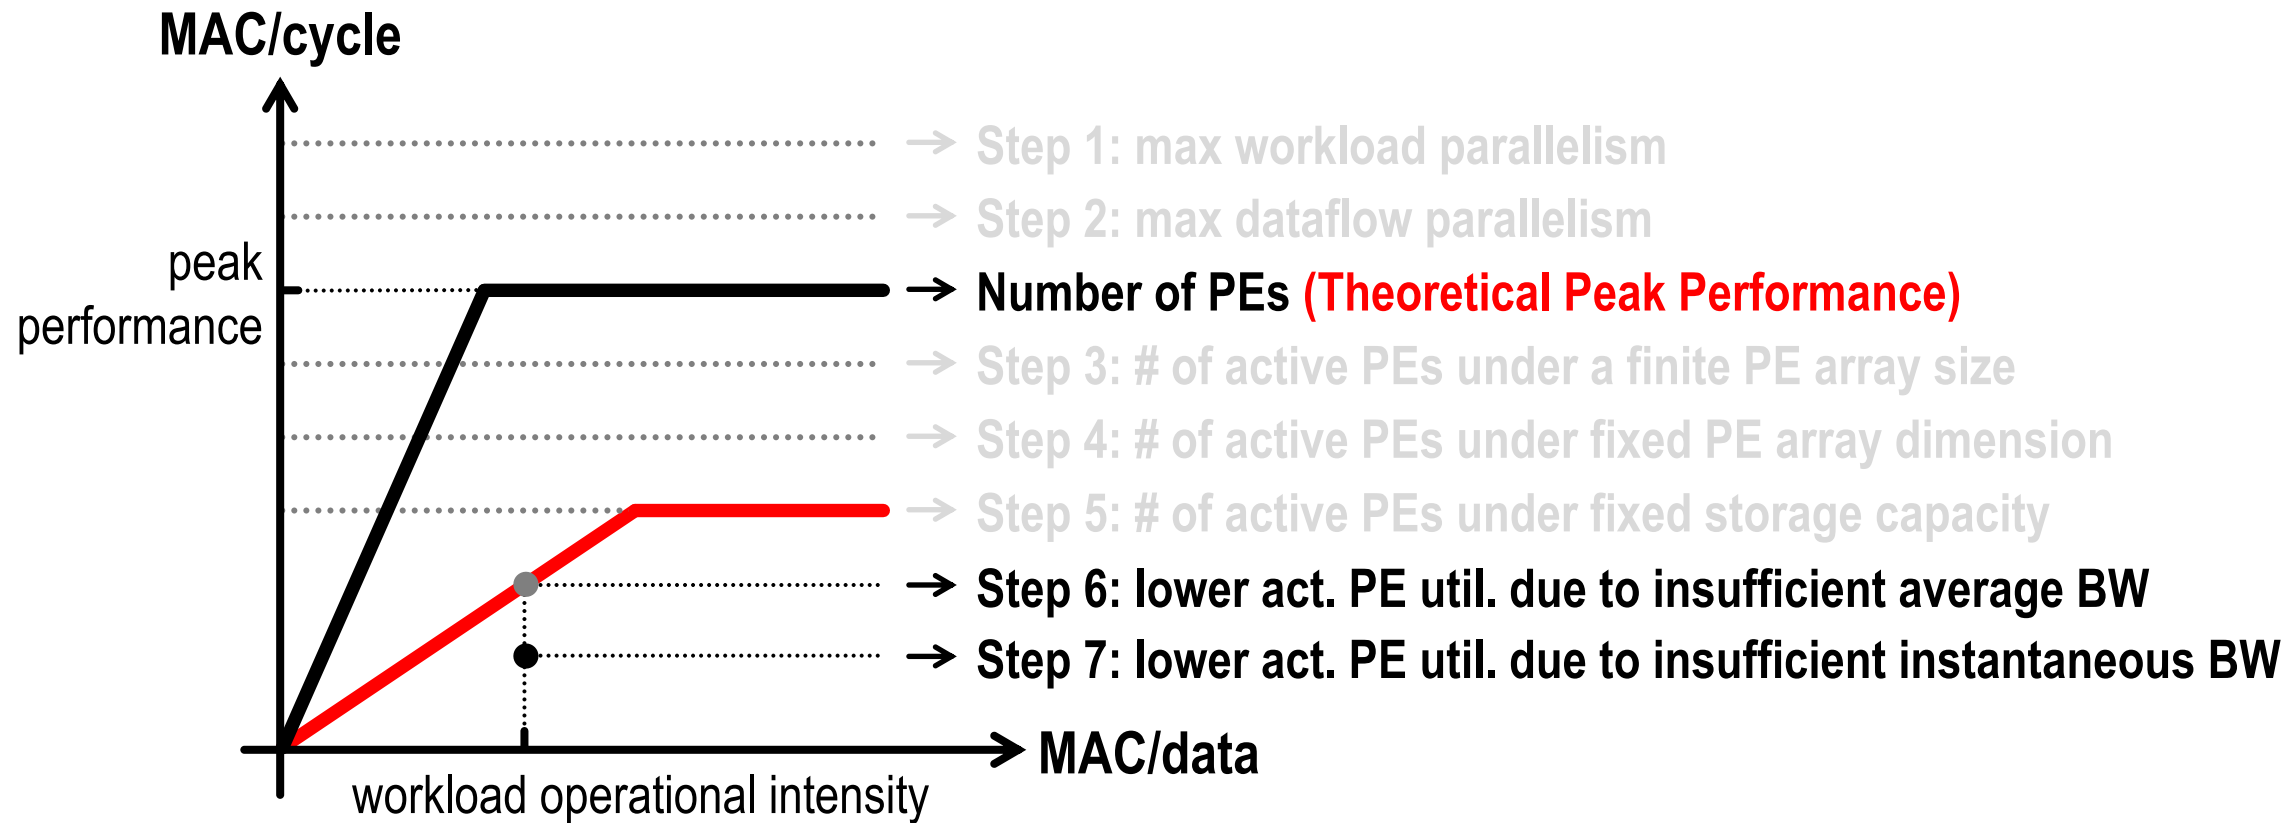 MAC/cycle
Step 1: max workload parallelism
Step 2: max dataflow parallelism
peak
performance
Number of PEs (Theoretical Peak Performance)
Step 3: # of active PEs under a finite PE array size
Step 4: # of active PEs under fixed PE array dimension
Step 5: # of active PEs under fixed storage capacity
Step 6: lower act. PE util. due to insufficient average BW
Step 7: lower act. PE util. due to insufficient instantaneous BW
MAC/data
workload operational intensity